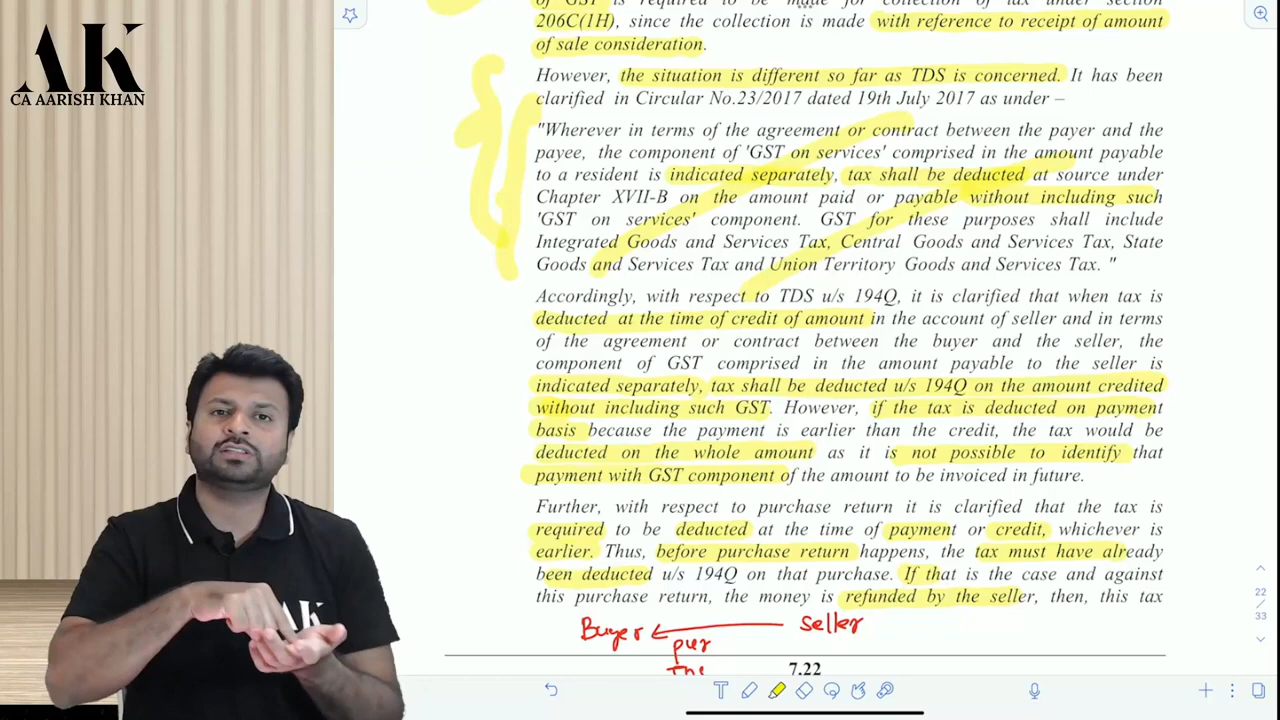 AK
CA AARISH KHAN
of GST is required to be made for collection of tax under section
206C(1H), since the collection is made with reference to receipt of amount
of sale consideration.
However, the situation is different so far as TDS is concerned. It has been
clarified in Circular No.23/2017 dated 19th July 2017 as under –
"Wherever in terms of the agreement or contract between the payer and the
payee, the component of 'GST on services' comprised in the amount payable
to a resident is indicated separately, tax shall be deducted at source under
Chapter XVII-B on the amount paid or payable without including such
'GST on services' component. GST for these purposes shall include
Integrated Goods and Services Tax, Central Goods and Services Tax, State
Goods and Services Tax and Union Territory Goods and Services Tax. "
Accordingly, with respect to TDS u/s 194Q, it is clarified that when tax is
deducted at the time of credit of amount in the account of seller and in terms
of the agreement or contract between the buyer and the seller, the
component of GST comprised in the amount payable to the seller is
indicated separately, tax shall be deducted u/s 194Q on the amount credited
without including such GST. However, if the tax is deducted on payment
basis because the payment is earlier than the credit, the tax would be
deducted on the whole amount as it is not possible to identify that
payment with GST component of the amount to be invoiced in future.
Further, with respect to purchase return it is clarified that the tax is
required to be deducted at the time of payment or credit, whichever is
earlier. Thus, before purchase return happens, the tax must have already
been deducted u/s 194Q on that purchase. If that is the case and against
this purchase return, the money is refunded by the seller, then, this tax
Buyer seller
pur
7.22
22
33
T
AK